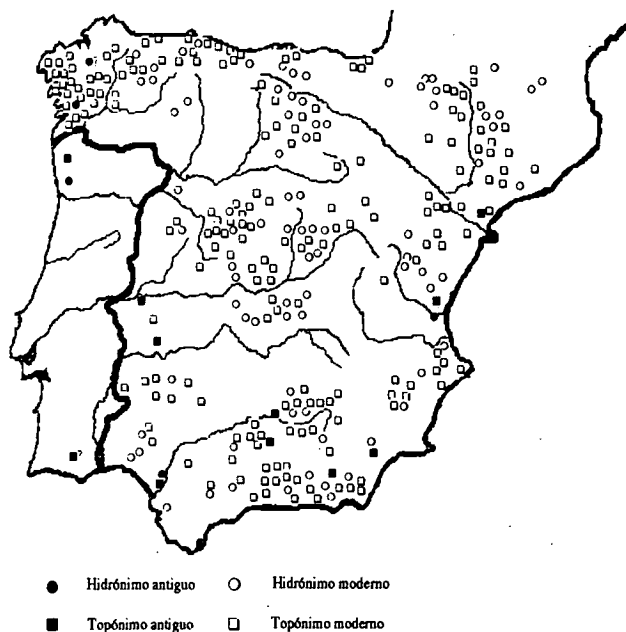 ?
● Hidrónimo antiguo ○ Hidrónimo moderno
■ Topónimo antiguo □ Topónimo moderno